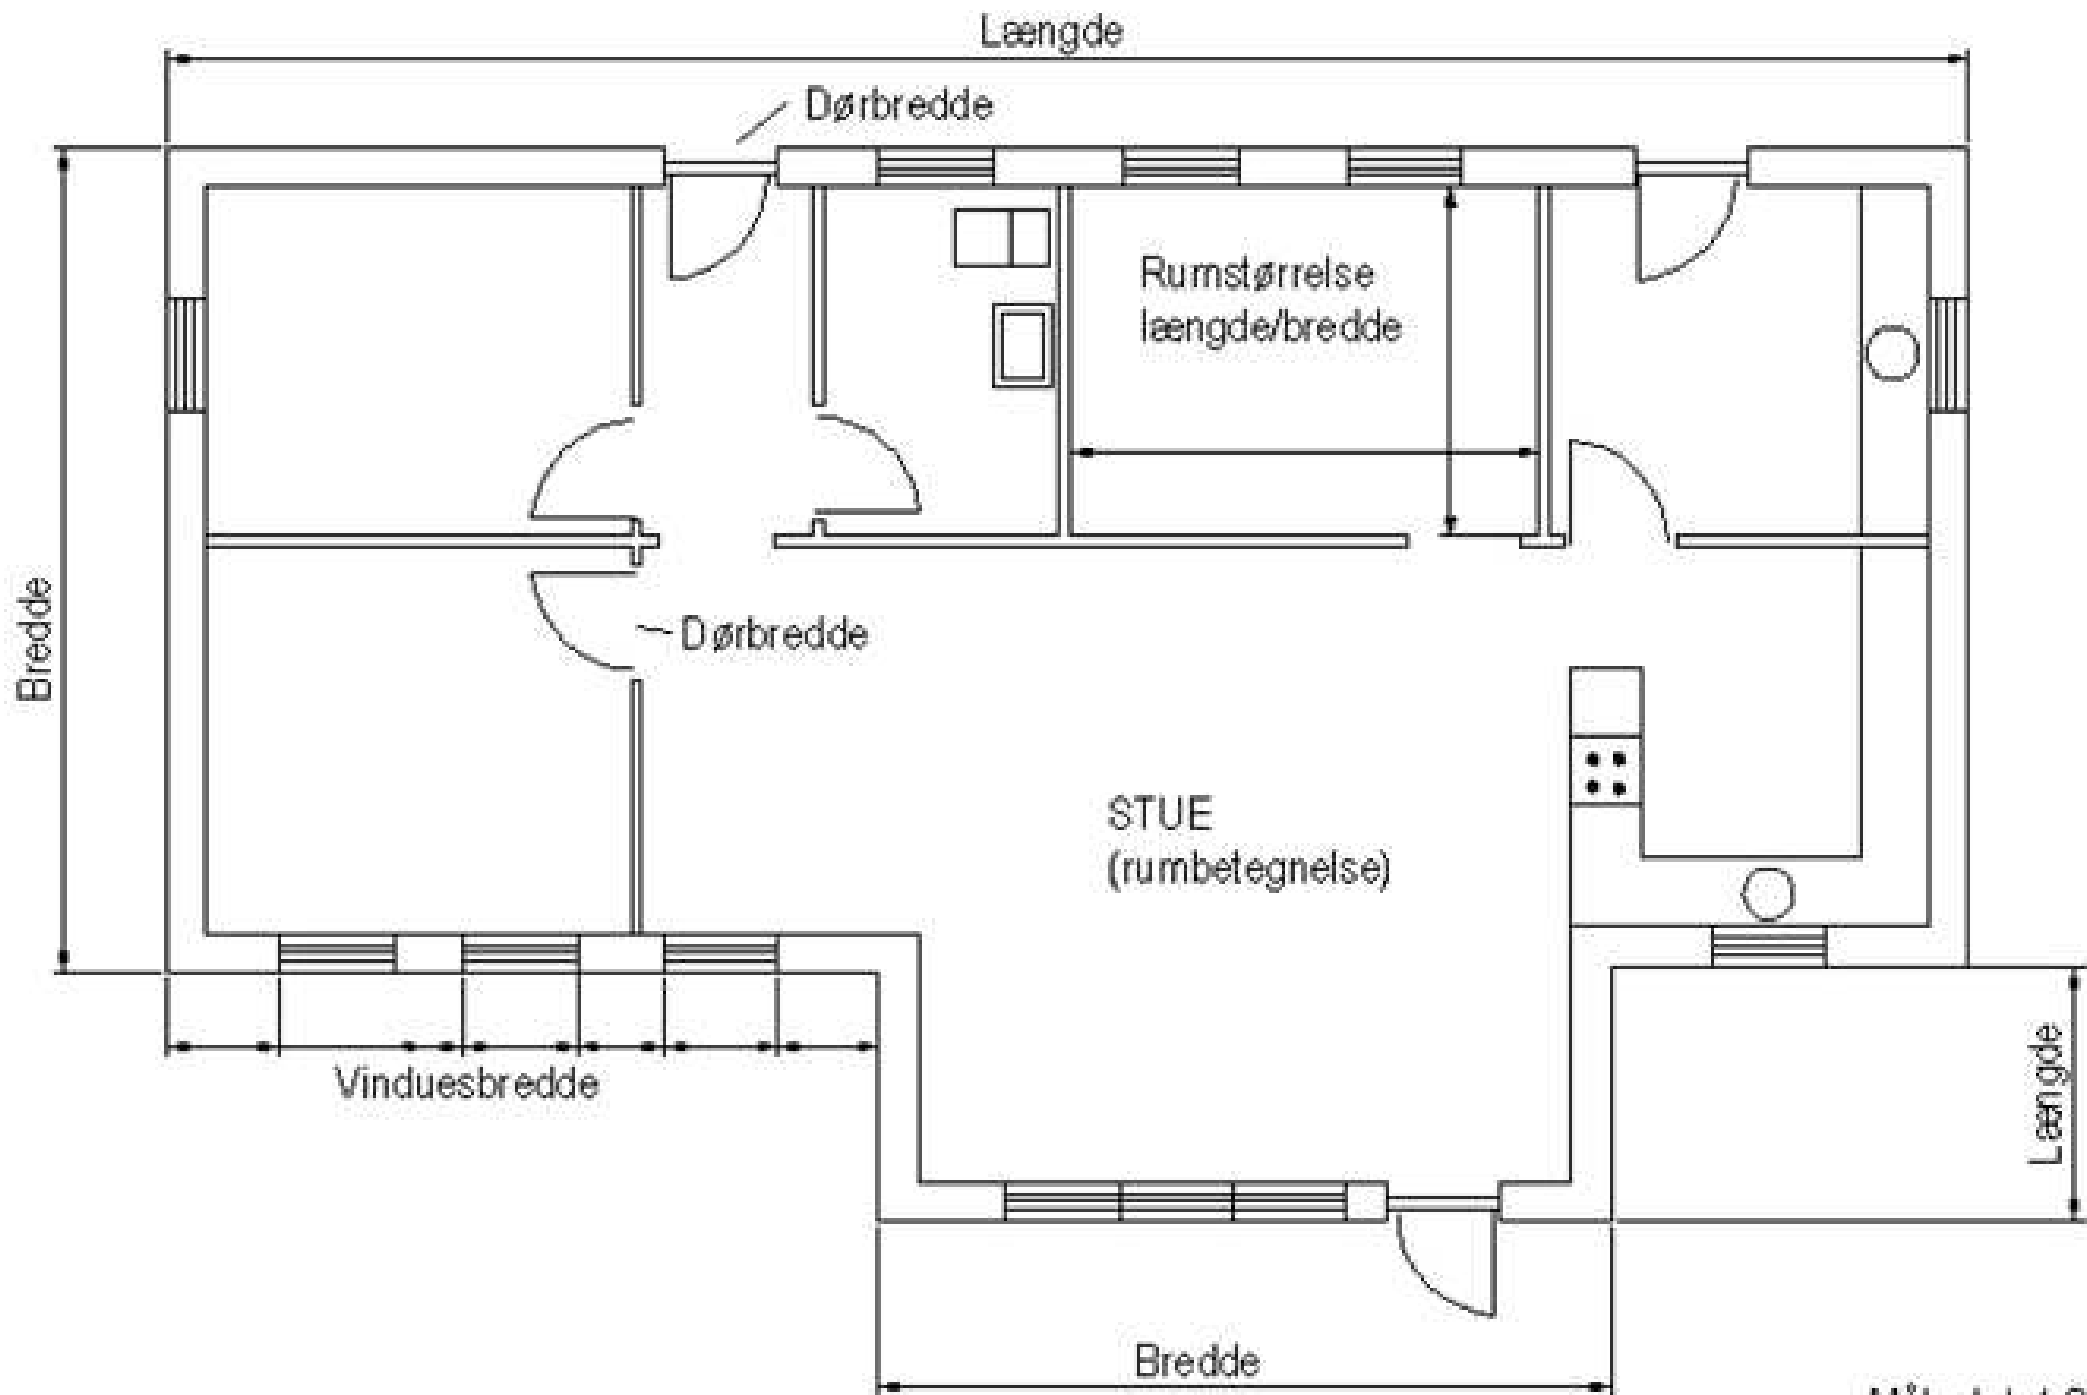 Længde
Dørbredde
Rumstørrelse
længde/bredde
Bredde
Dørbredde
STUE
(rumbetegnelse)
Længde
Vinduesbredde
Bredde